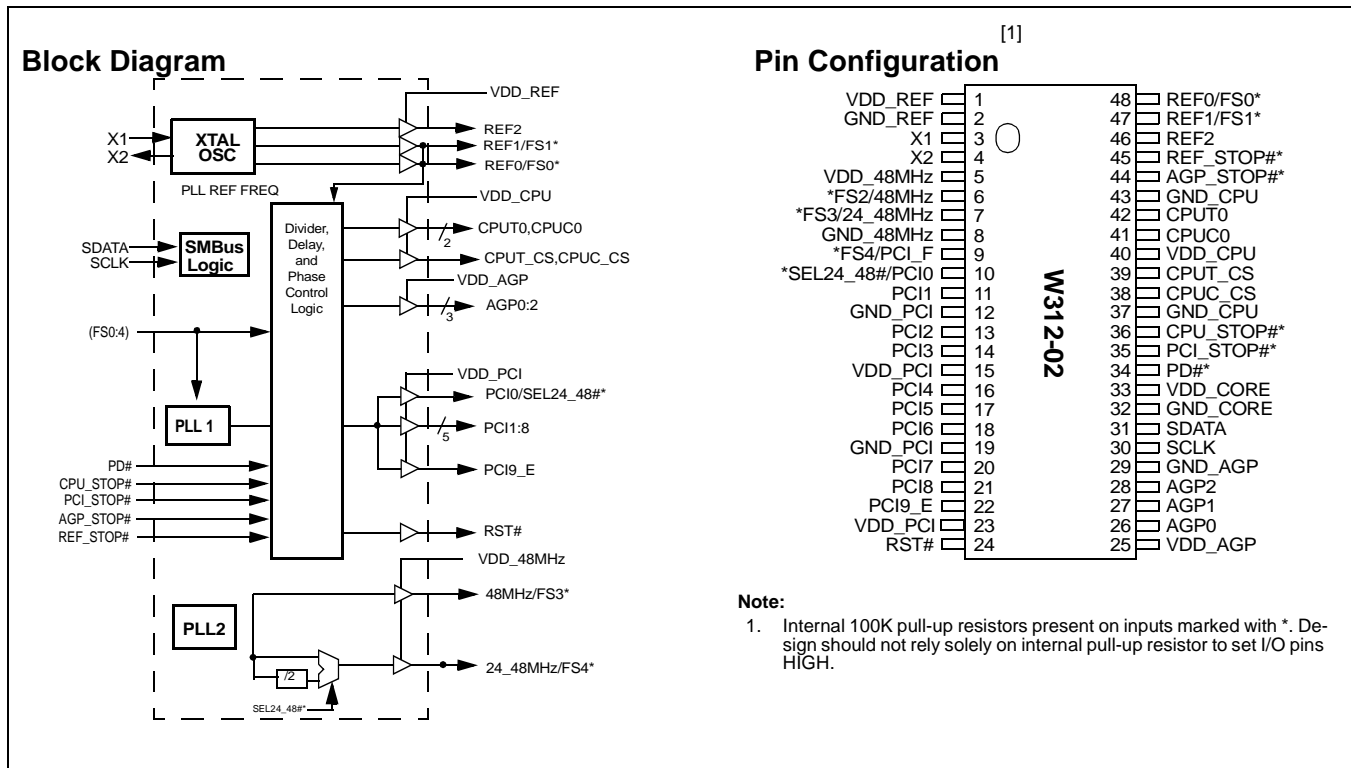 Block Diagram
VDD_REF
X1
X2
XTAL
OSC
REF2
REF1/FS1*
REF0/FS0*
PLL REF FREQ
VDD_CPU
Divider,
Delay,
and
Phase
Control
Logic
2
CPUT0,CPUC0
SDATA
SCLK
SMBus
Logic
CPUT_CS,CPUC_CS
VDD_AGP
3
AGP0:2
(FS0:4)
VDD_PCI
PCI0/SEL24_48#*
PLL 1
5
PCI1:8
PD#
CPU_STOP#
PCI_STOP#
AGP_STOP#
REF_STOP#
PCI9_E
RST#
VDD_48MHz
48MHz/FS3*
PLL2
/2
24_48MHz/FS4*
SEL24_48#*
[1]
Pin Configuration
VDD_REF 1 48 REF0/FS0*
GND_REF 2 47 REF1/FS1*
X1 3 46 REF2
X2 4 45 REF_STOP#*
VDD_48MHz 5 44 AGP_STOP#*
*FS2/48MHz 6 43 GND_CPU
*FS3/24_48MHz 7 42 CPUT0
GND_48MHz 8 41 CPUC0
*FS4/PCI_F 9 40 VDD_CPU
*SEL24_48#/PCI0 10 39 CPUT_CS
PCI1 11 38 CPUC_CS
GND_PCI 12 37 GND_CPU
PCI2 13 36 CPU_STOP#*
PCI3 14 35 PCI_STOP#*
VDD_PCI 15 34 PD#*
PCI4 16 33 VDD_CORE
PCI5 17 32 GND_CORE
PCI6 18 31 SDATA
GND_PCI 19 30 SCLK
PCI7 20 29 GND_AGP
PCI8 21 28 AGP2
PCI9_E 22 27 AGP1
VDD_PCI 23 26 AGP0
RST# 24 25 VDD_AGP
W312-02
Note:
1. Internal 100K pull-up resistors present on inputs marked with *. De-
sign should not rely solely on internal pull-up resistor to set I/O pins
HIGH.